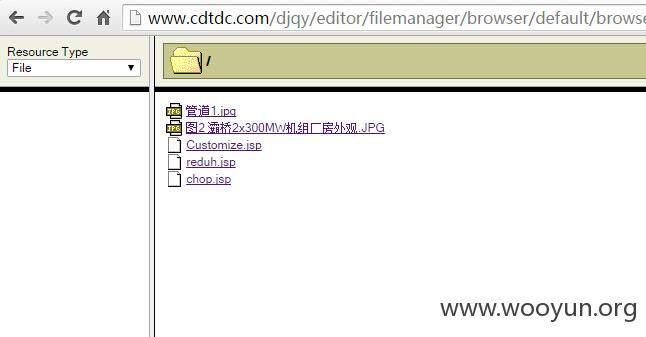 www.cdtdc.com/djqy/editor/filemanager/browser/default/browse
Resource Type
File
/
管道1.jpg
图2 灞桥2x300MW机组厂房外观.JPG
Customize.jsp
reduh.jsp
chop.jsp
www.wooyun.org